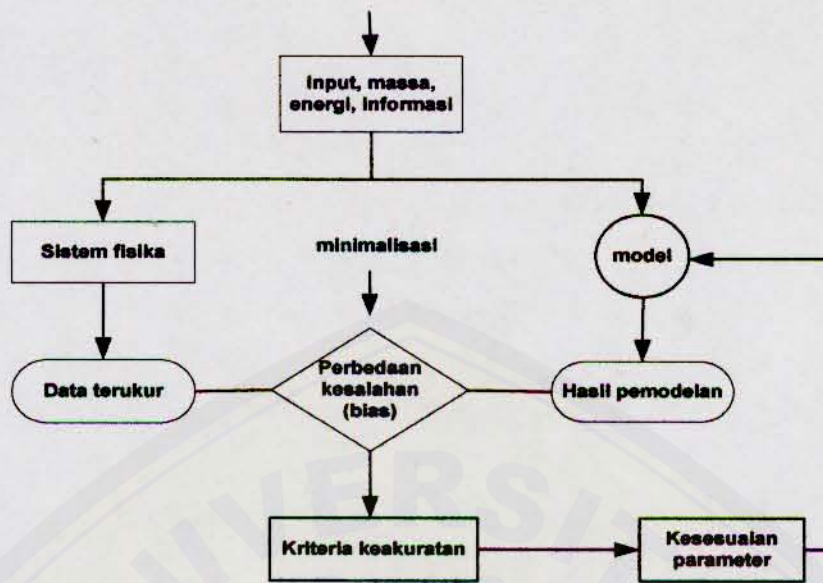 Input, massa,
energi, informasi
Sistem fisika
minimalisasi
model
Data terukur
Perbedaan
kesalahan
(bias)
Hasil pemodelan
Kriteria keakuratan
Kesesuaian
parameter
UNIVERSIT